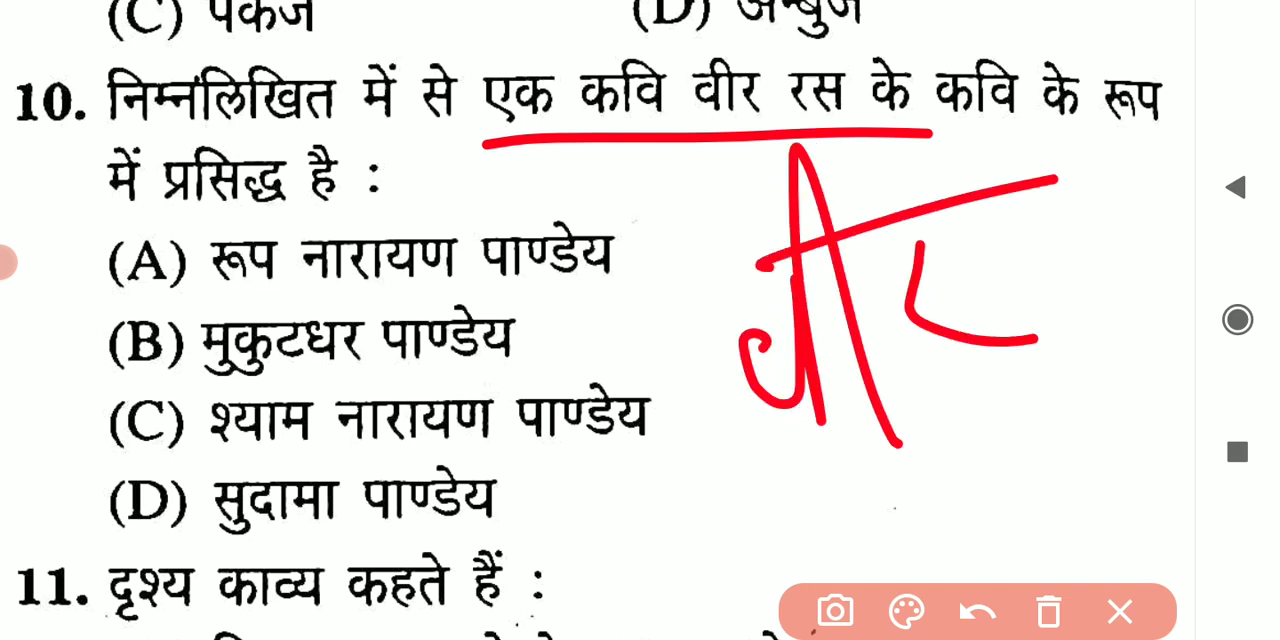 (C) पंकज (D) अम्बुज
10. निम्नलिखित में से एक कवि वीर रस के कवि के रूप
में प्रसिद्ध है :
(A) रूप नारायण पाण्डेय
(B) मुकुटधर पाण्डेय
(C) श्याम नारायण पाण्डेय
(D) सुदामा पाण्डेय
वीर
11. दृश्य काव्य कहते हैं :